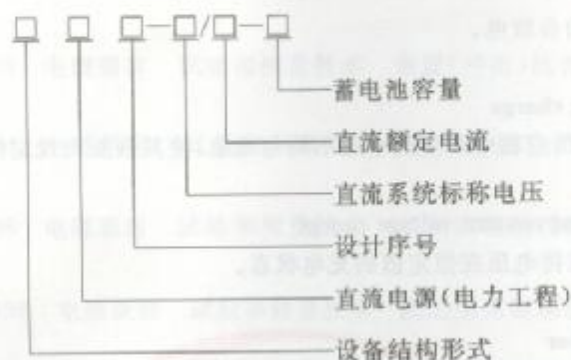 □ □ □—□/□—□
蓄电池容量
直流额定电流
直流系统标称电压
设计序号
直流电源(电力工程)
设备结构形式